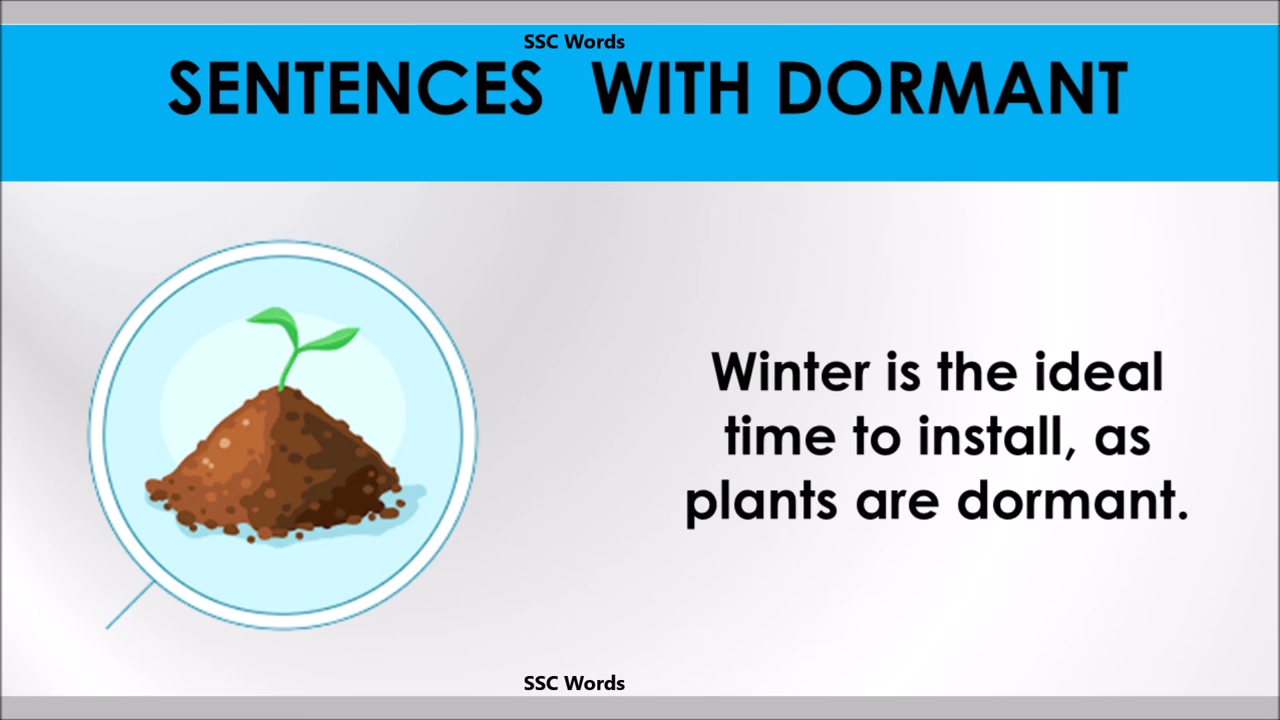 SSC Words
SENTENCES WITH DORMANT
Winter is the ideal
time to install, as
plants are dormant.
SSC Words